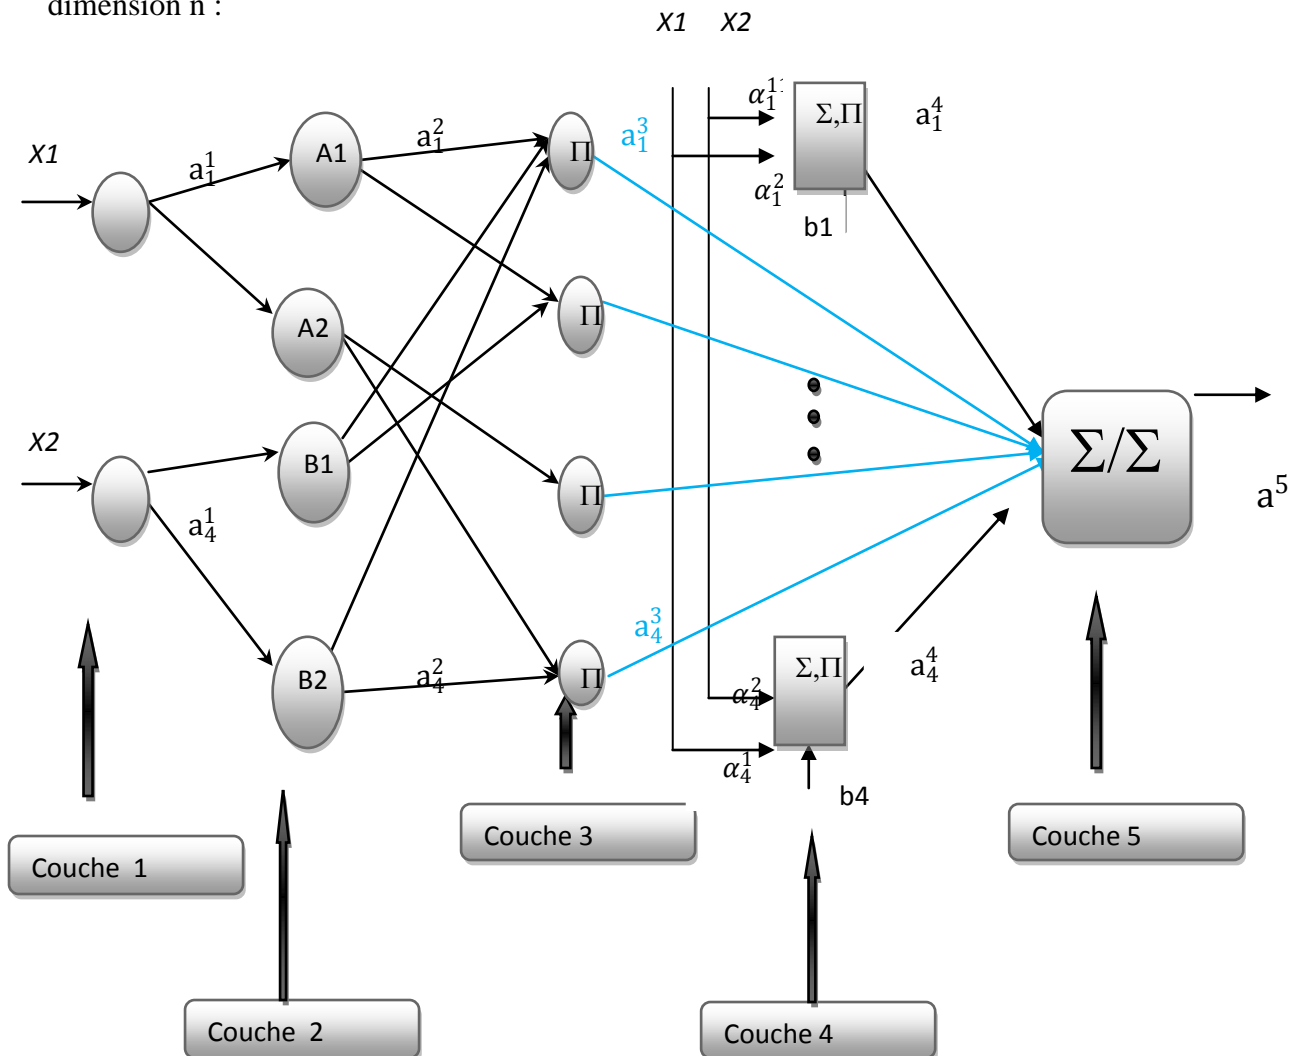 dimension n :
X1 X2
α₁¹ Σ,Π a₁⁴
X1 a₁¹ A1 a₁² Π a₁³
α₁²
b1
A2 Π
X2 B1 Σ/Σ
a₄¹ Π a⁵
a₄³
B2 a₄² Π α₄² Σ,Π a₄⁴
α₄¹
b4
Couche 1 Couche 3 Couche 5
Couche 2 Couche 4